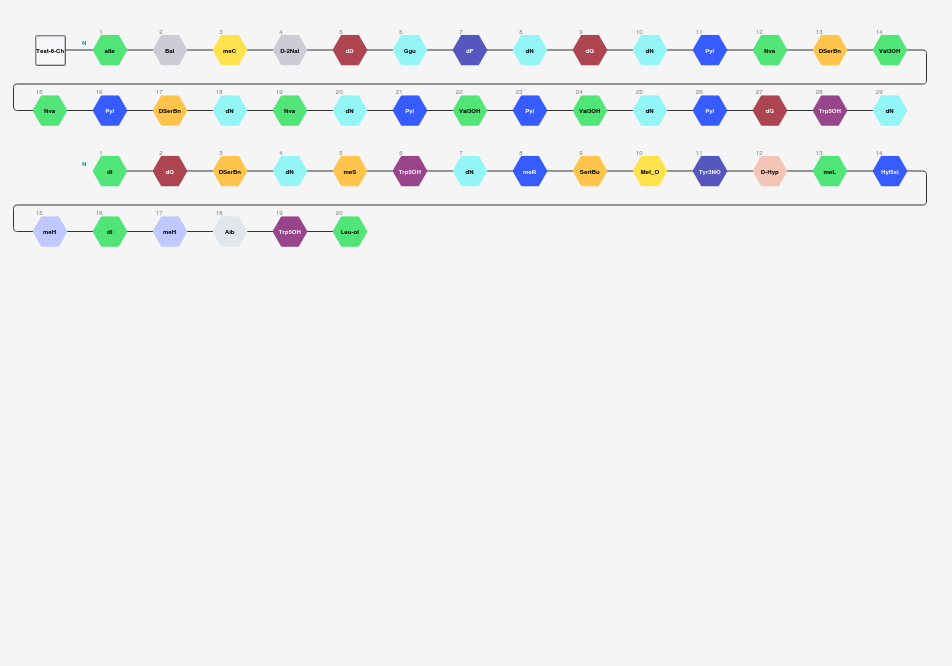 1 2 3 4 5 6 7 8 9 10 11 12 13 14
Test-6-Ch N aIle Bal meC D-2Nal dD Ggu dF dN dG dN Pyl Nva DSerBn Val3OH
15 16 17 18 19 20 21 22 23 24 25 26 27 28 29
Nva Pyl DSerBn dN Nva dN Pyl Val3OH Pyl Val3OH dN Pyl dG Trp5OH dN
1 2 3 4 5 6 7 8 9 10 11 12 13 14
N dI dG DSerBn dN meS Trp5OH dN meR SertBu Met_O Tyr3NO D-Hyp meL Hyl5xi
15 16 17 18 19 20
meH dI meH Aib Trp5OH Leu-ol